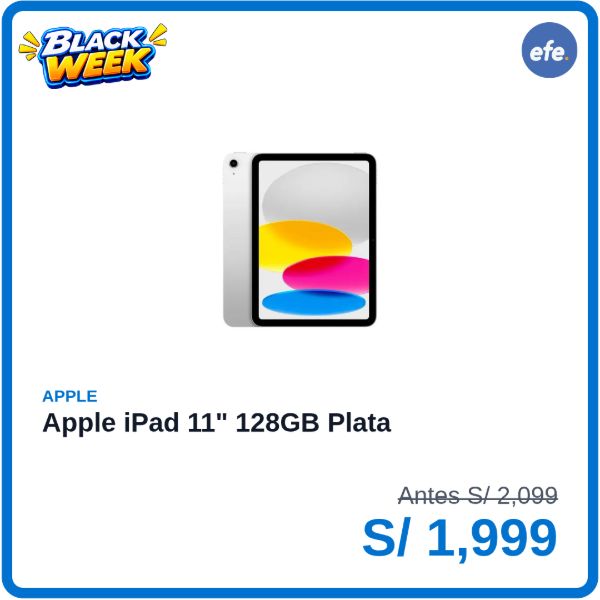 BLACK
WEEK
efe.
APPLE
Apple iPad 11" 128GB Plata
Antes S/ 2,099
S/ 1,999